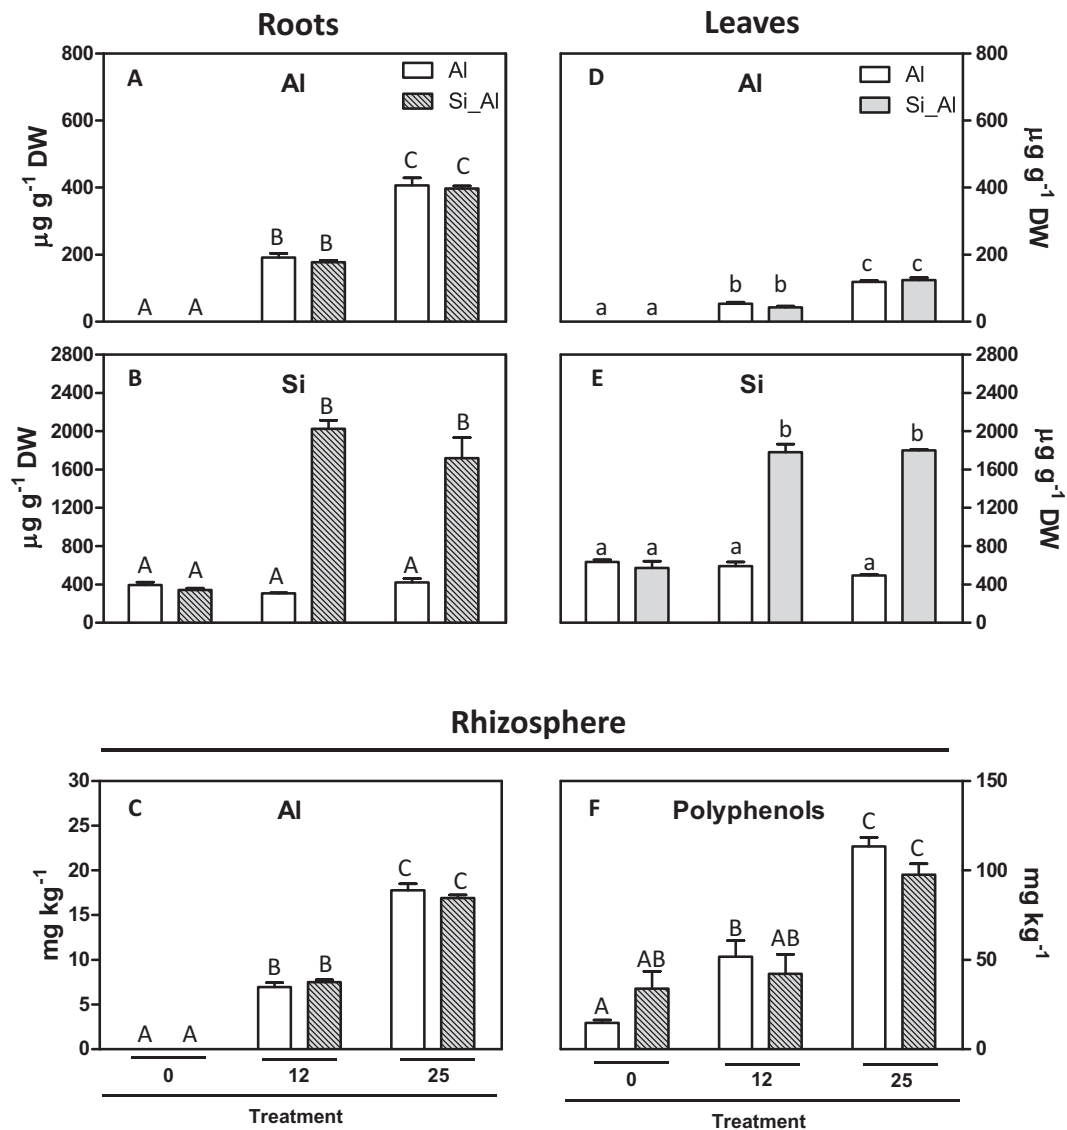 Roots
Leaves
A
Al
Al
Si_Al
800
600
400
200
0
µg g-1 DW
A
A
B
B
C
C
D
Al
Al
Si_Al
800
600
400
200
0
µg g-1 DW
a
a
b
b
c
c
B
Si
2800
2400
2000
1600
1200
800
400
0
µg g-1 DW
A
A
A
B
A
B
E
Si
2800
2400
2000
1600
1200
800
400
0
µg g-1 DW
a
a
a
b
a
b
Rhizosphere
C
Al
30
25
20
15
10
5
0
mg kg-1
A
A
B
B
C
C
0
12
25
Treatment
F
Polyphenols
150
100
50
0
mg kg-1
A
AB
B
AB
C
C
0
12
25
Treatment